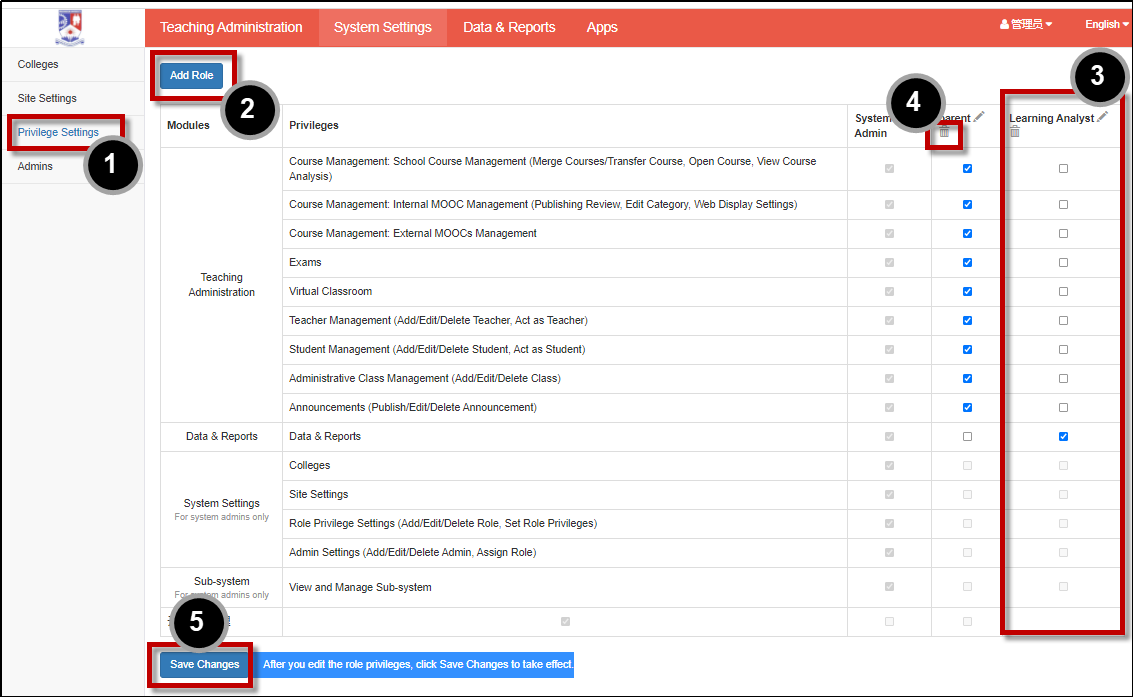 Teaching Administration System Settings Data & Reports Apps 管理员 English
Colleges
Site Settings
Privilege Settings
Admins
1
Add Role
2
3
4
Modules Privileges System Admin Learning Analyst
Course Management: School Course Management (Merge Courses/Transfer Course, Open Course, View Course
Analysis)
Course Management: Internal MOOC Management (Publishing Review, Edit Category, Web Display Settings)
Course Management: External MOOCs Management
Exams
Teaching
Administration
Virtual Classroom
Teacher Management (Add/Edit/Delete Teacher, Act as Teacher)
Student Management (Add/Edit/Delete Student, Act as Student)
Administrative Class Management (Add/Edit/Delete Class)
Announcements (Publish/Edit/Delete Announcement)
Data & Reports Data & Reports
Colleges
System Settings
For system admins only
Site Settings
Role Privilege Settings (Add/Edit/Delete Role, Set Role Privileges)
Admin Settings (Add/Edit/Delete Admin, Assign Role)
Sub-system
admins only
View and Manage Sub-system
5
Save Changes After you edit the role privileges, click Save Changes to take effect.